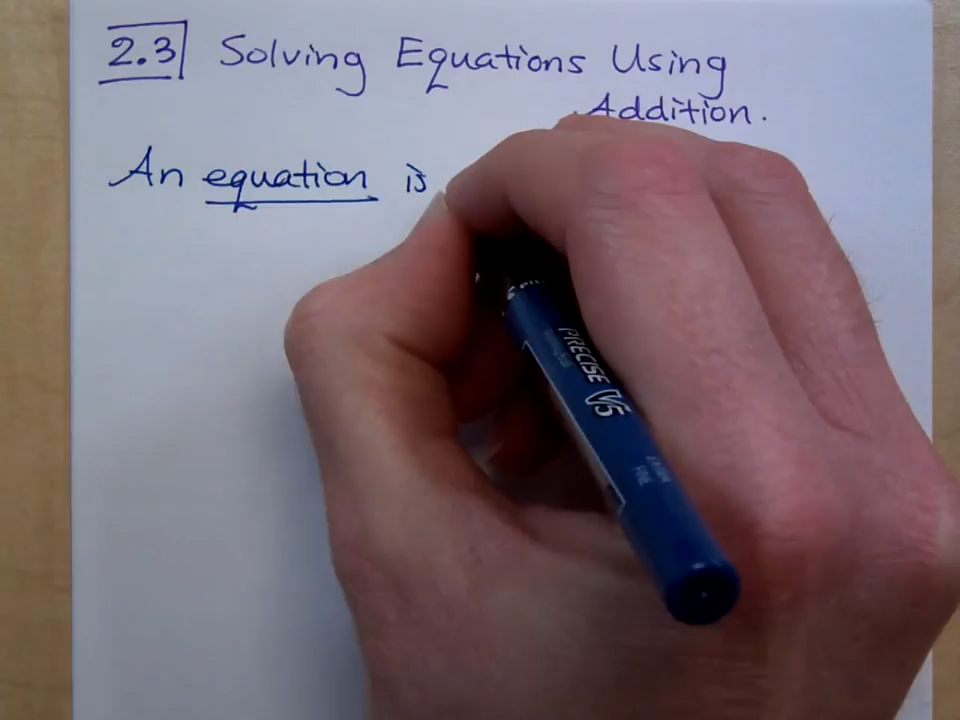 2.3 Solving Equations Using
Addition.
An equation is
PRECISE V5